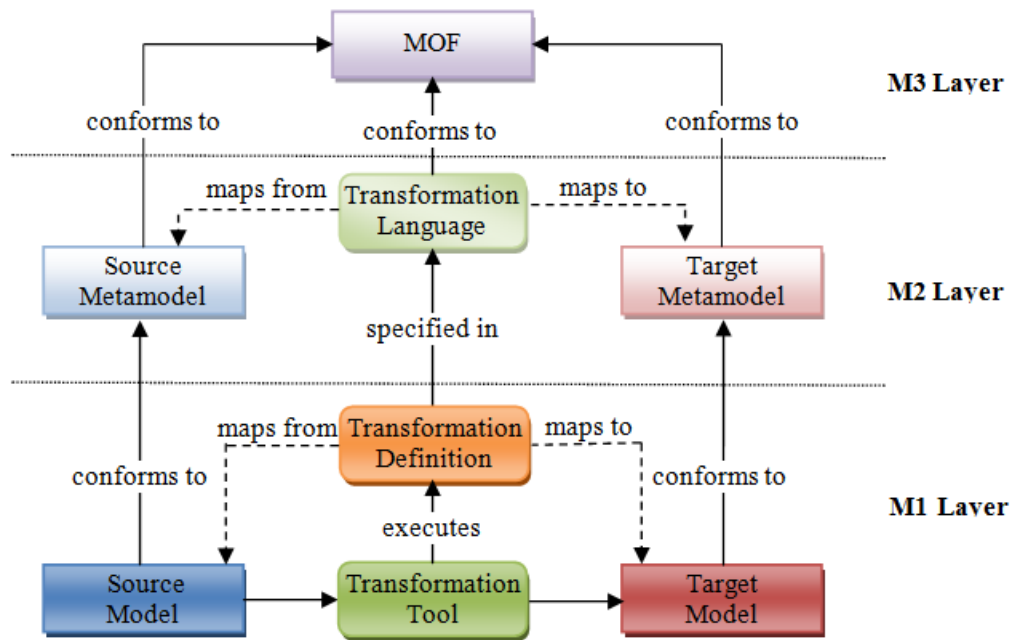 MOF
M3 Layer
conforms to
conforms to
conforms to
maps from
Transformation
Language
maps to
Source
Metamodel
Target
Metamodel
M2 Layer
specified in
maps from
Transformation
Definition
maps to
conforms to
conforms to
M1 Layer
executes
Source
Model
Transformation
Tool
Target
Model